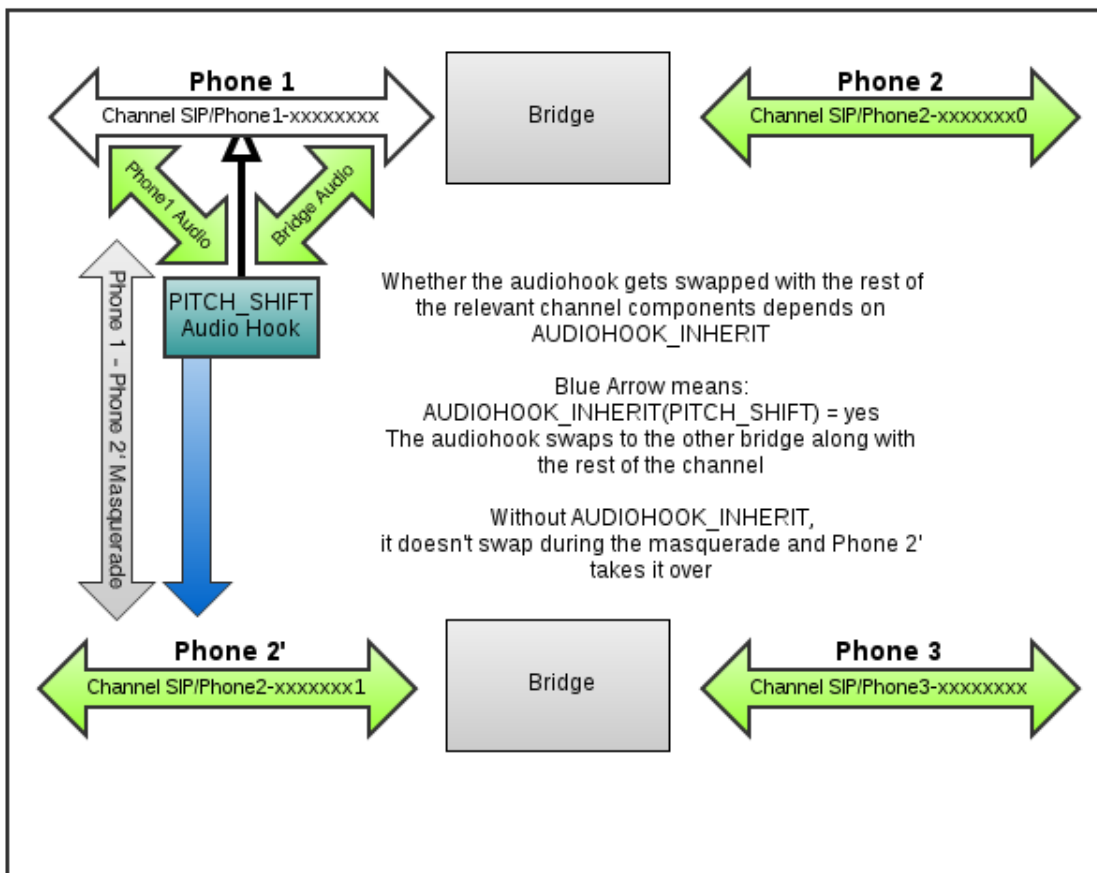 Phone 1
Channel SIP/Phone1-xxxxxxxx
Bridge
Phone 2
Channel SIP/Phone2-xxxxxxx0
Phone1 Audio
Bridge Audio
PITCH_SHIFT
Audio Hook
Phone 1 - Phone 2' Masquerade
Whether the audiohook gets swapped with the rest of
the relevant channel components depends on
AUDIOHOOK_INHERIT
Blue Arrow means:
AUDIOHOOK_INHERIT(PITCH_SHIFT) = yes
The audiohook swaps to the other bridge along with
the rest of the channel
Without AUDIOHOOK_INHERIT,
it doesn't swap during the masquerade and Phone 2'
takes it over
Phone 2'
Channel SIP/Phone2-xxxxxxx1
Bridge
Phone 3
Channel SIP/Phone3-xxxxxxxx